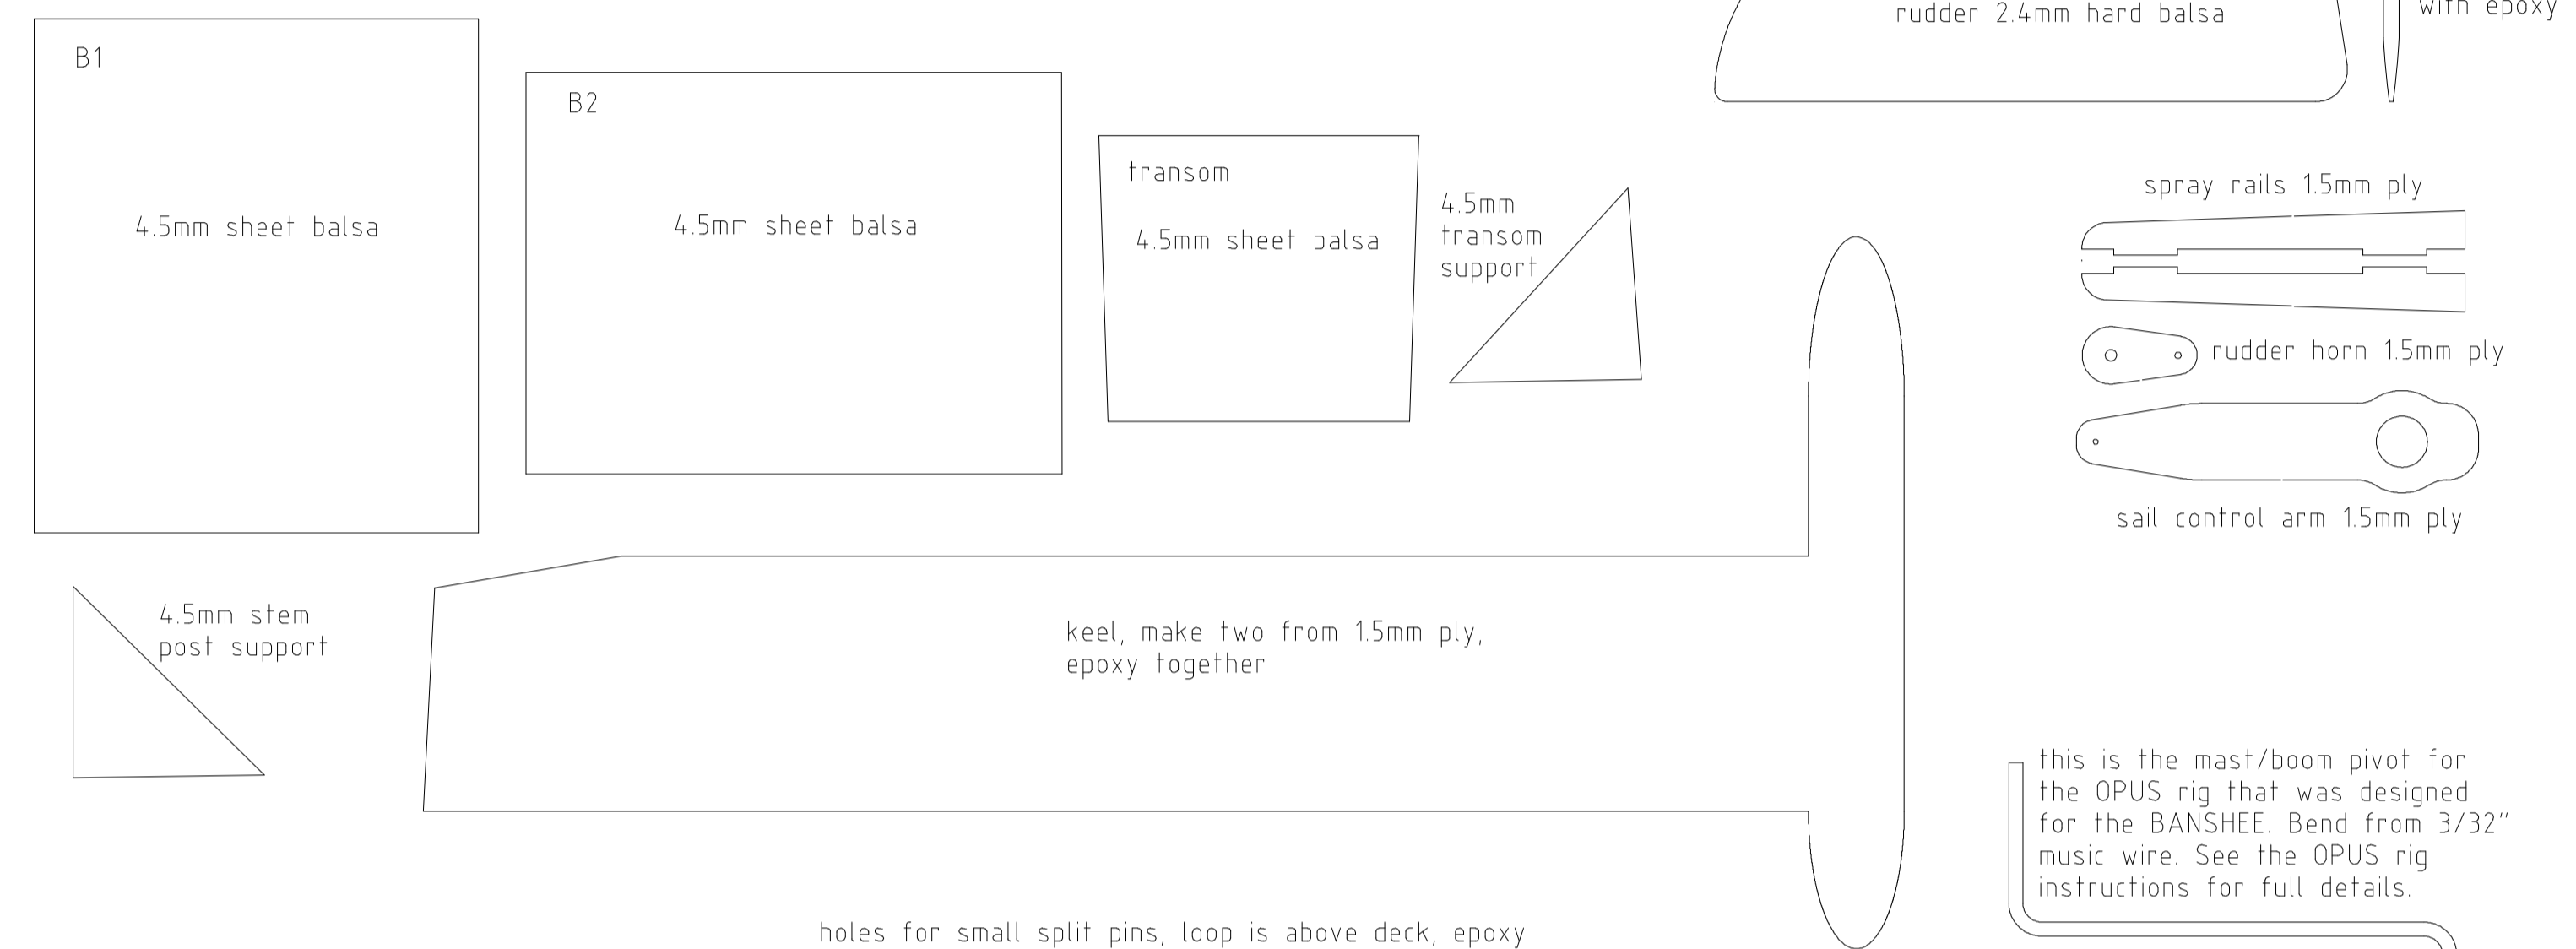 rudder 2.4mm hard balsa
with epoxy
B1
4.5mm sheet balsa
B2
4.5mm sheet balsa
transom
4.5mm sheet balsa
4.5mm
transom
support
spray rails 1.5mm ply
rudder horn 1.5mm ply
sail control arm 1.5mm ply
4.5mm stem
post support
keel, make two from 1.5mm ply,
epoxy together
this is the mast/boom pivot for
the OPUS rig that was designed
for the BANSHEE. Bend from 3/32"
music wire. See the OPUS rig
instructions for full details.
holes for small split pins, loop is above deck, epoxy